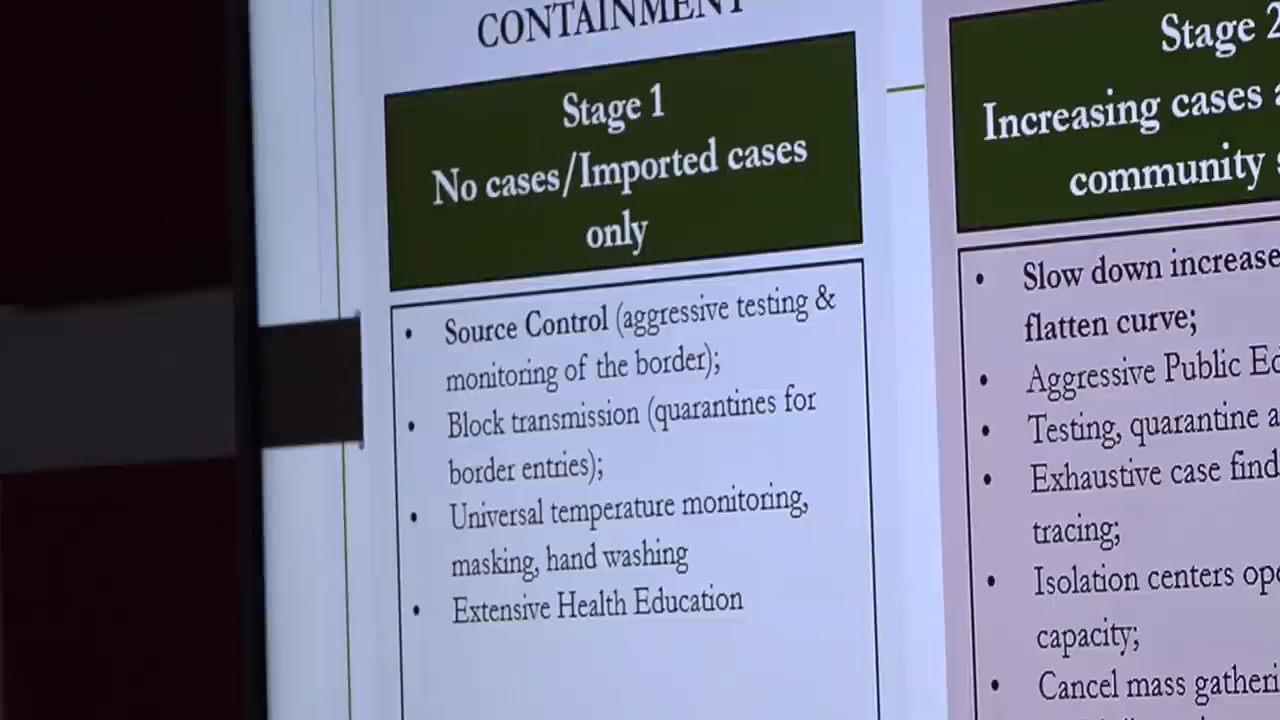 CONTAINMENT
Stage 1
No cases/Imported cases
only
• Source Control (aggressive testing &
monitoring of the border);
• Block transmission (quarantines for
border entries);
• Universal temperature monitoring,
masking, hand washing
• Extensive Health Education
Stage 2
Increasing cases
community
• Slow down increase
flatten curve;
• Aggressive Public
• Testing, quarantine
• Exhaustive case
tracing;
• Isolation centers
capacity;
• Cancel mass